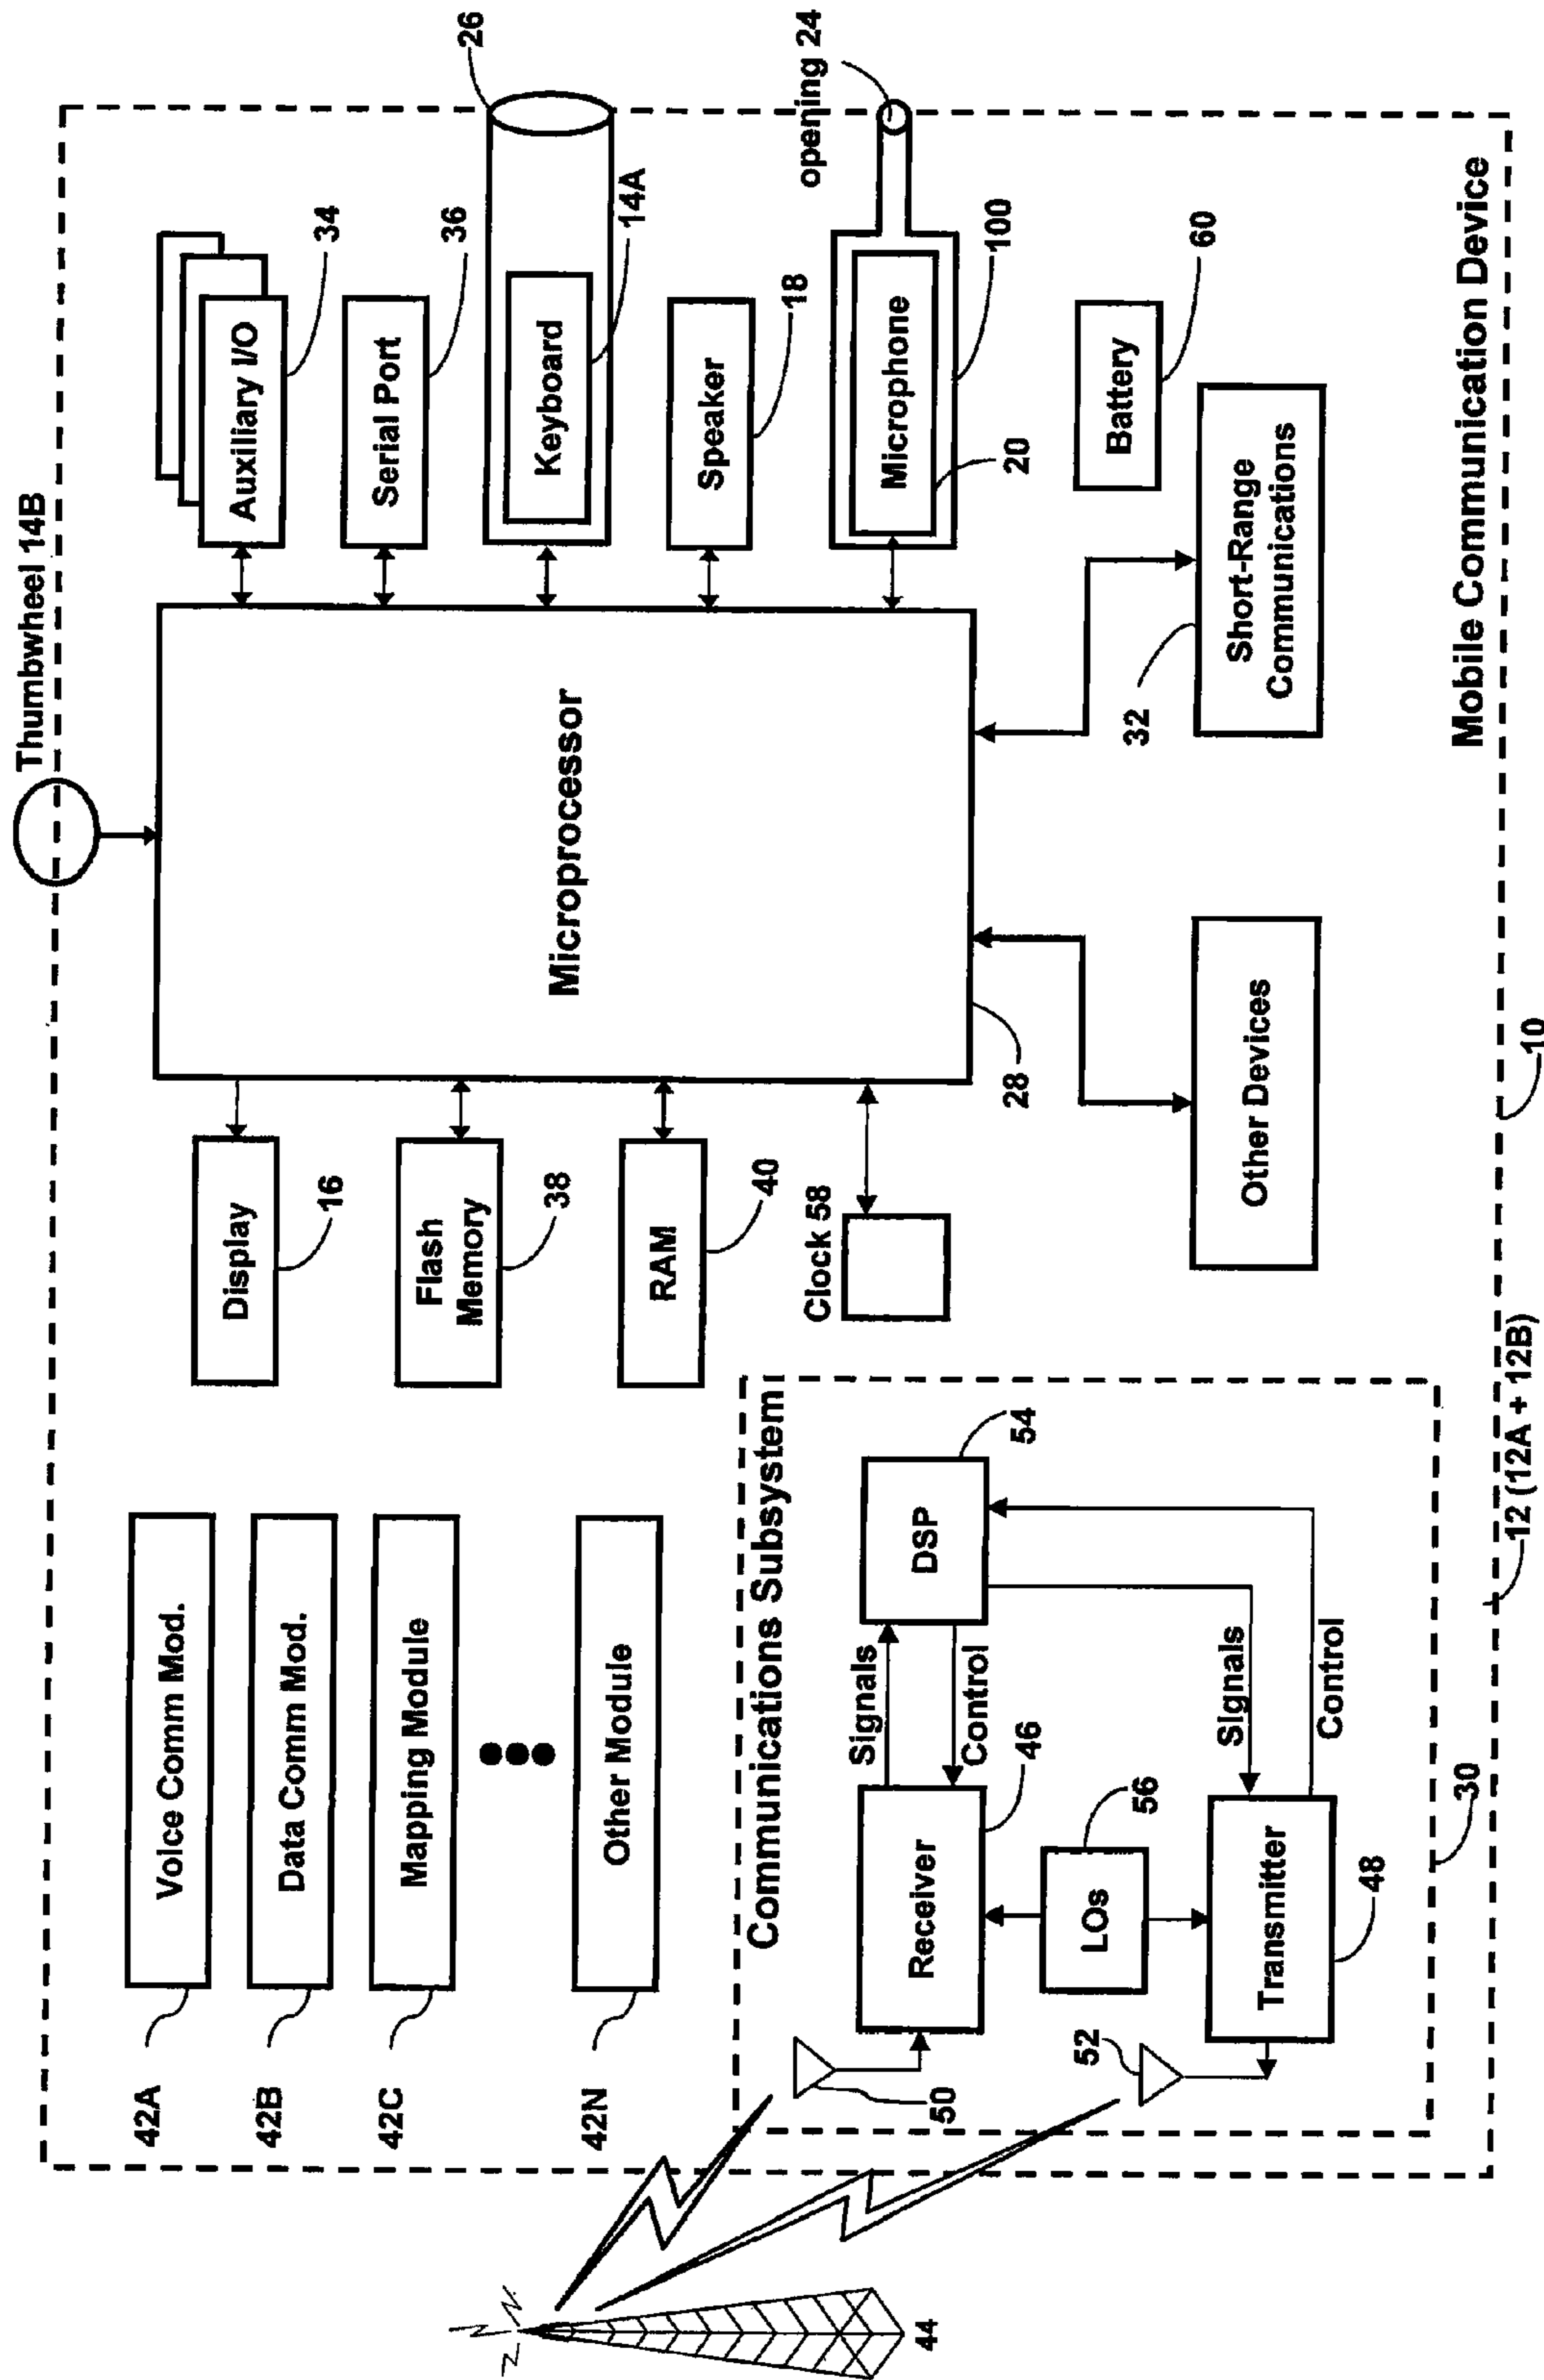 Thumbwheel 14B
42A
Voice Comm Mod.
42B
Data Comm Mod.
42C
Mapping Module
42N
Other Module
Display
16
Flash
Memory
38
RAM
40
Clock 58
Microprocessor
28
Auxiliary I/O
34
Serial Port
36
26
Keyboard
14A
Speaker
18
opening 24
Microphone
100
20
Battery
60
32
Short-Range
Communications
Other Devices
Communications Subsystem
Receiver
46
Signals
Control
DSP
54
LOs
56
Transmitter
48
Signals
Control
50
52
44
30
12 (12A + 12B)
10
Mobile Communication Device